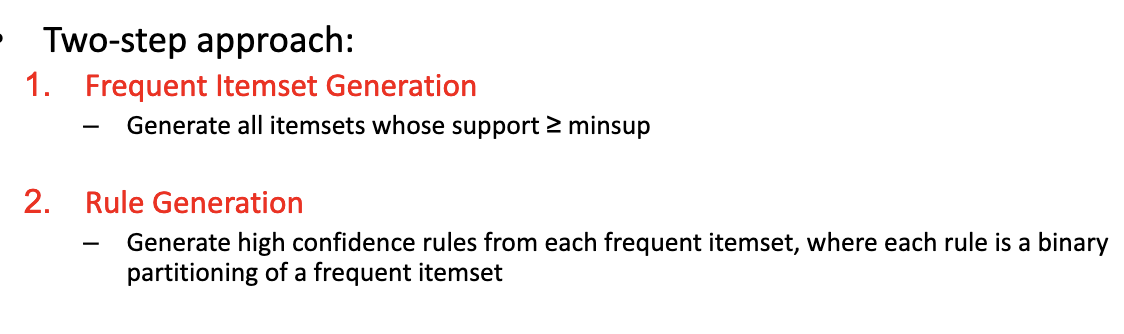 • Two-step approach:
1. Frequent Itemset Generation
– Generate all itemsets whose support ≥ minsup
2. Rule Generation
– Generate high confidence rules from each frequent itemset, where each rule is a binary
partitioning of a frequent itemset